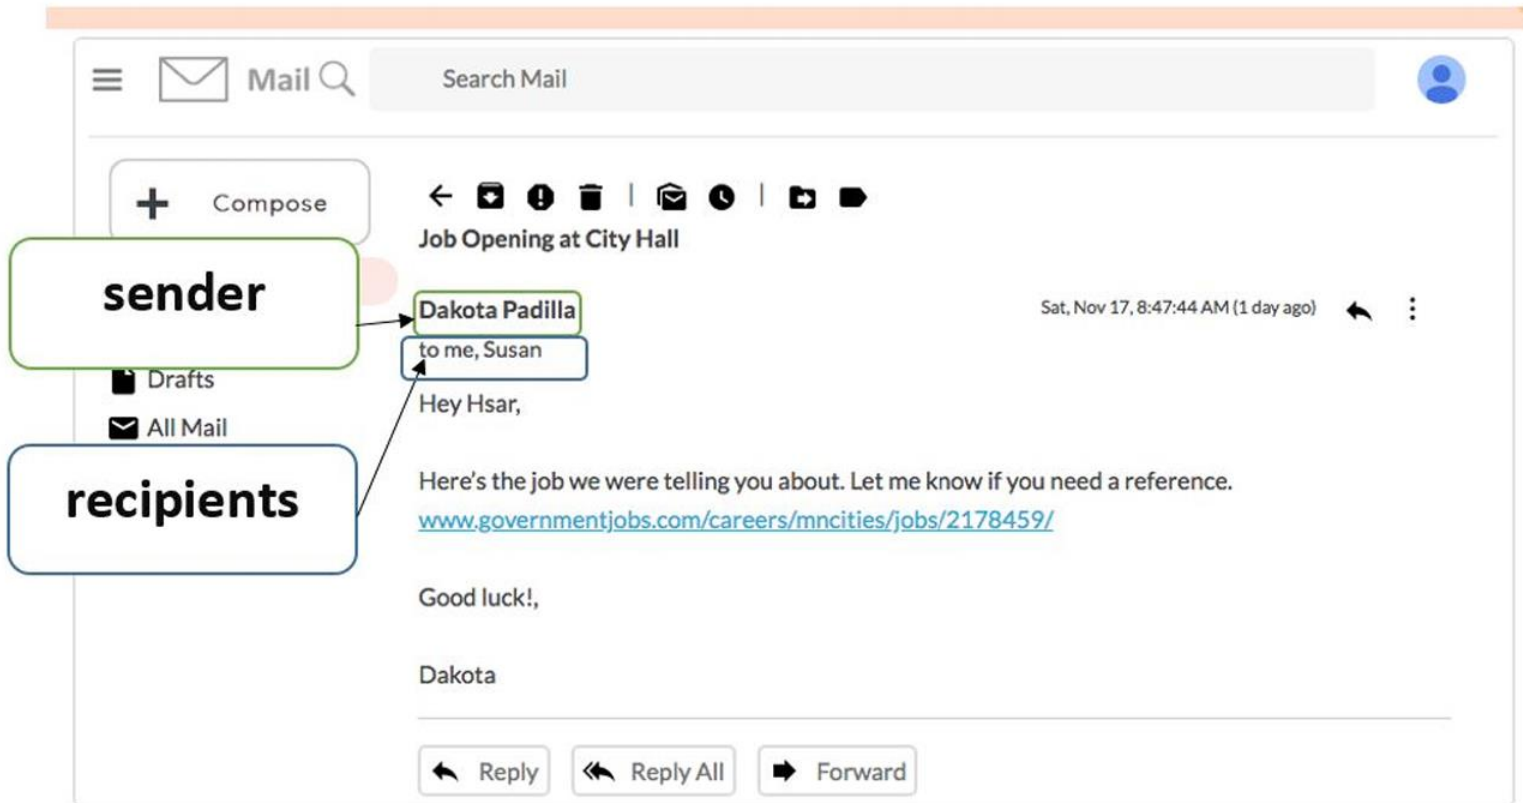 Mail
Search Mail
Compose
Job Opening at City Hall
sender
Dakota Padilla
Sat, Nov 17, 8:47:44 AM (1 day ago)
to me, Susan
Drafts
Hey Hsar,
All Mail
recipients
Here's the job we were telling you about. Let me know if you need a reference.
www.governmentjobs.com/careers/mncities/jobs/2178459/
Good luck!,
Dakota
Reply
Reply All
Forward